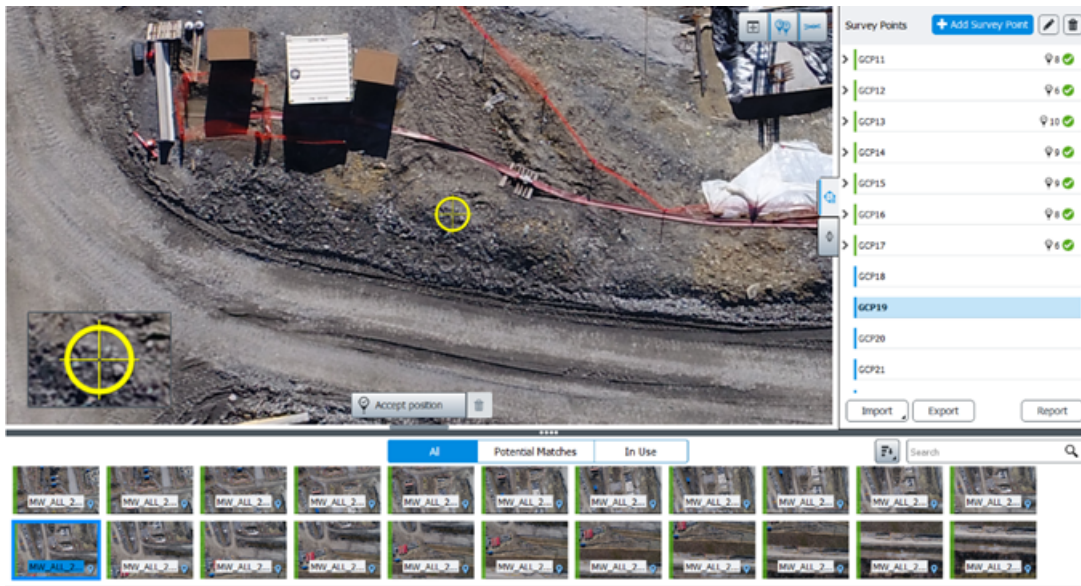 Survey Points
Add Survey Point
GCP11 8
GCP12 6
GCP13 10
GCP14 9
GCP15 9
GCP16 8
GCP17 6
GCP18
GCP19
GCP20
GCP21
Accept position
Import Export Report
All Potential Matches In Use
Search
MW_ALL_2... MW_ALL_2... MW_ALL_2... MW_ALL_2... MW_ALL_2... MW_ALL_2... MW_ALL_2... MW_ALL_2... MW_ALL_2... MW_ALL_2... MW_ALL_2...
MW_ALL_2... MW_ALL_2... MW_ALL_2... MW_ALL_2... MW_ALL_2... MW_ALL_2... MW_ALL_2... MW_ALL_2... MW_ALL_2... MW_ALL_2... MW_ALL_2...